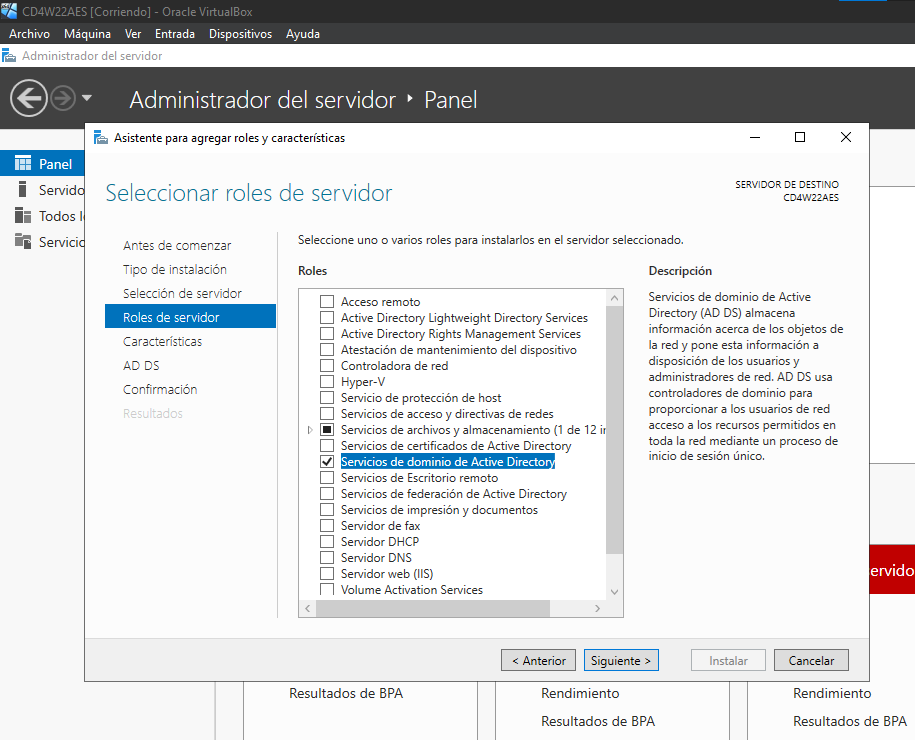 CD4W22AES [Corriendo] - Oracle VirtualBox
Archivo Máquina Ver Entrada Dispositivos Ayuda
Administrador del servidor
Administrador del servidor Panel
Asistente para agregar roles y características
Panel
Servido
Todos l
Servicio
Seleccionar roles de servidor
SERVIDOR DE DESTINO
CD4W22AES
Antes de comenzar
Tipo de instalación
Selección de servidor
Roles de servidor
Características
AD DS
Confirmación
Resultados
Seleccione uno o varios roles para instalarlos en el servidor seleccionado.
Roles
Acceso remoto
Active Directory Lightweight Directory Services
Active Directory Rights Management Services
Atestación de mantenimiento del dispositivo
Controladora de red
Hyper-V
Servicio de protección de host
Servicios de acceso y directivas de redes
Servicios de archivos y almacenamiento (1 de 12 in
Servicios de certificados de Active Directory
Servicios de dominio de Active Directory
Servicios de Escritorio remoto
Servicios de federación de Active Directory
Servicios de impresión y documentos
Servidor de fax
Servidor DHCP
Servidor DNS
Servidor web (IIS)
Volume Activation Services
Descripción
Servicios de dominio de Active
Directory (AD DS) almacena
información acerca de los objetos de
la red y pone esta información a
disposición de los usuarios y
administradores de red. AD DS usa
controladores de dominio para
proporcionar a los usuarios de red
acceso a los recursos permitidos en
toda la red mediante un proceso de
inicio de sesión único.
ervido
< Anterior Siguiente > Instalar Cancelar
Resultados de BPA
Rendimiento
Resultados de BPA
Rendimiento
Resultados de BPA